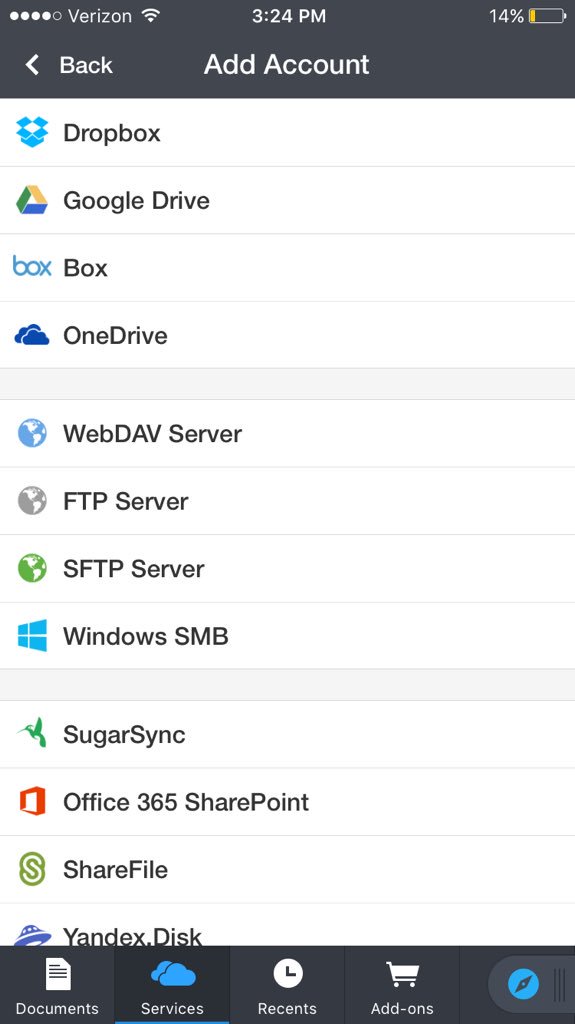 Verizon 3:24 PM 14%
Back Add Account
Dropbox
Google Drive
box Box
OneDrive
WebDAV Server
FTP Server
SFTP Server
Windows SMB
SugarSync
Office 365 SharePoint
ShareFile
Yandex.Disk
Documents Services Recents Add-ons